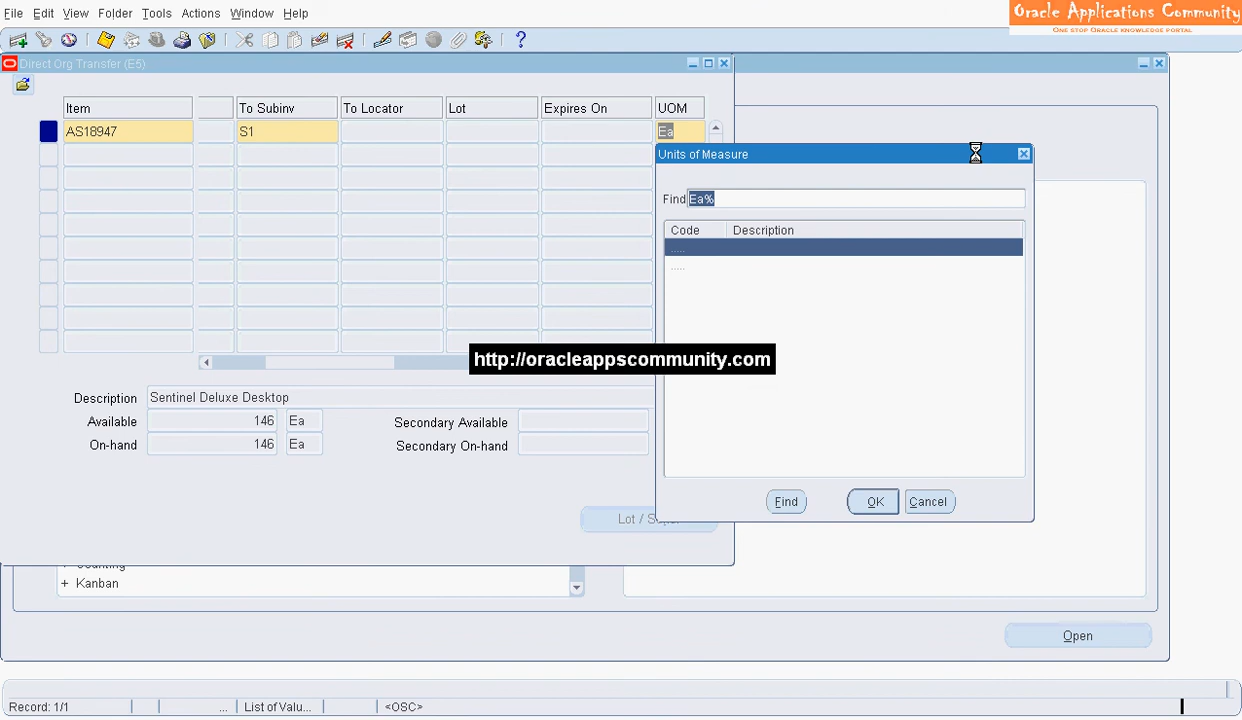 File Edit View Folder Tools Actions Window Help
Oracle Applications Community
One stop Oracle knowledge portal
Direct Org Transfer (E5)
Item To Subinv To Locator Lot Expires On UOM
AS18947 S1 Ea
Units of Measure
Find Ea%
Code Description
.....
.....
http://oracleappscommunity.com
Description Sentinel Deluxe Desktop
Available 146 Ea Secondary Available
On-hand 146 Ea Secondary On-hand
Find OK Cancel
Lot /
Counting
+ Kanban
Open
Record: 1/1 ... List of Valu... <OSC>